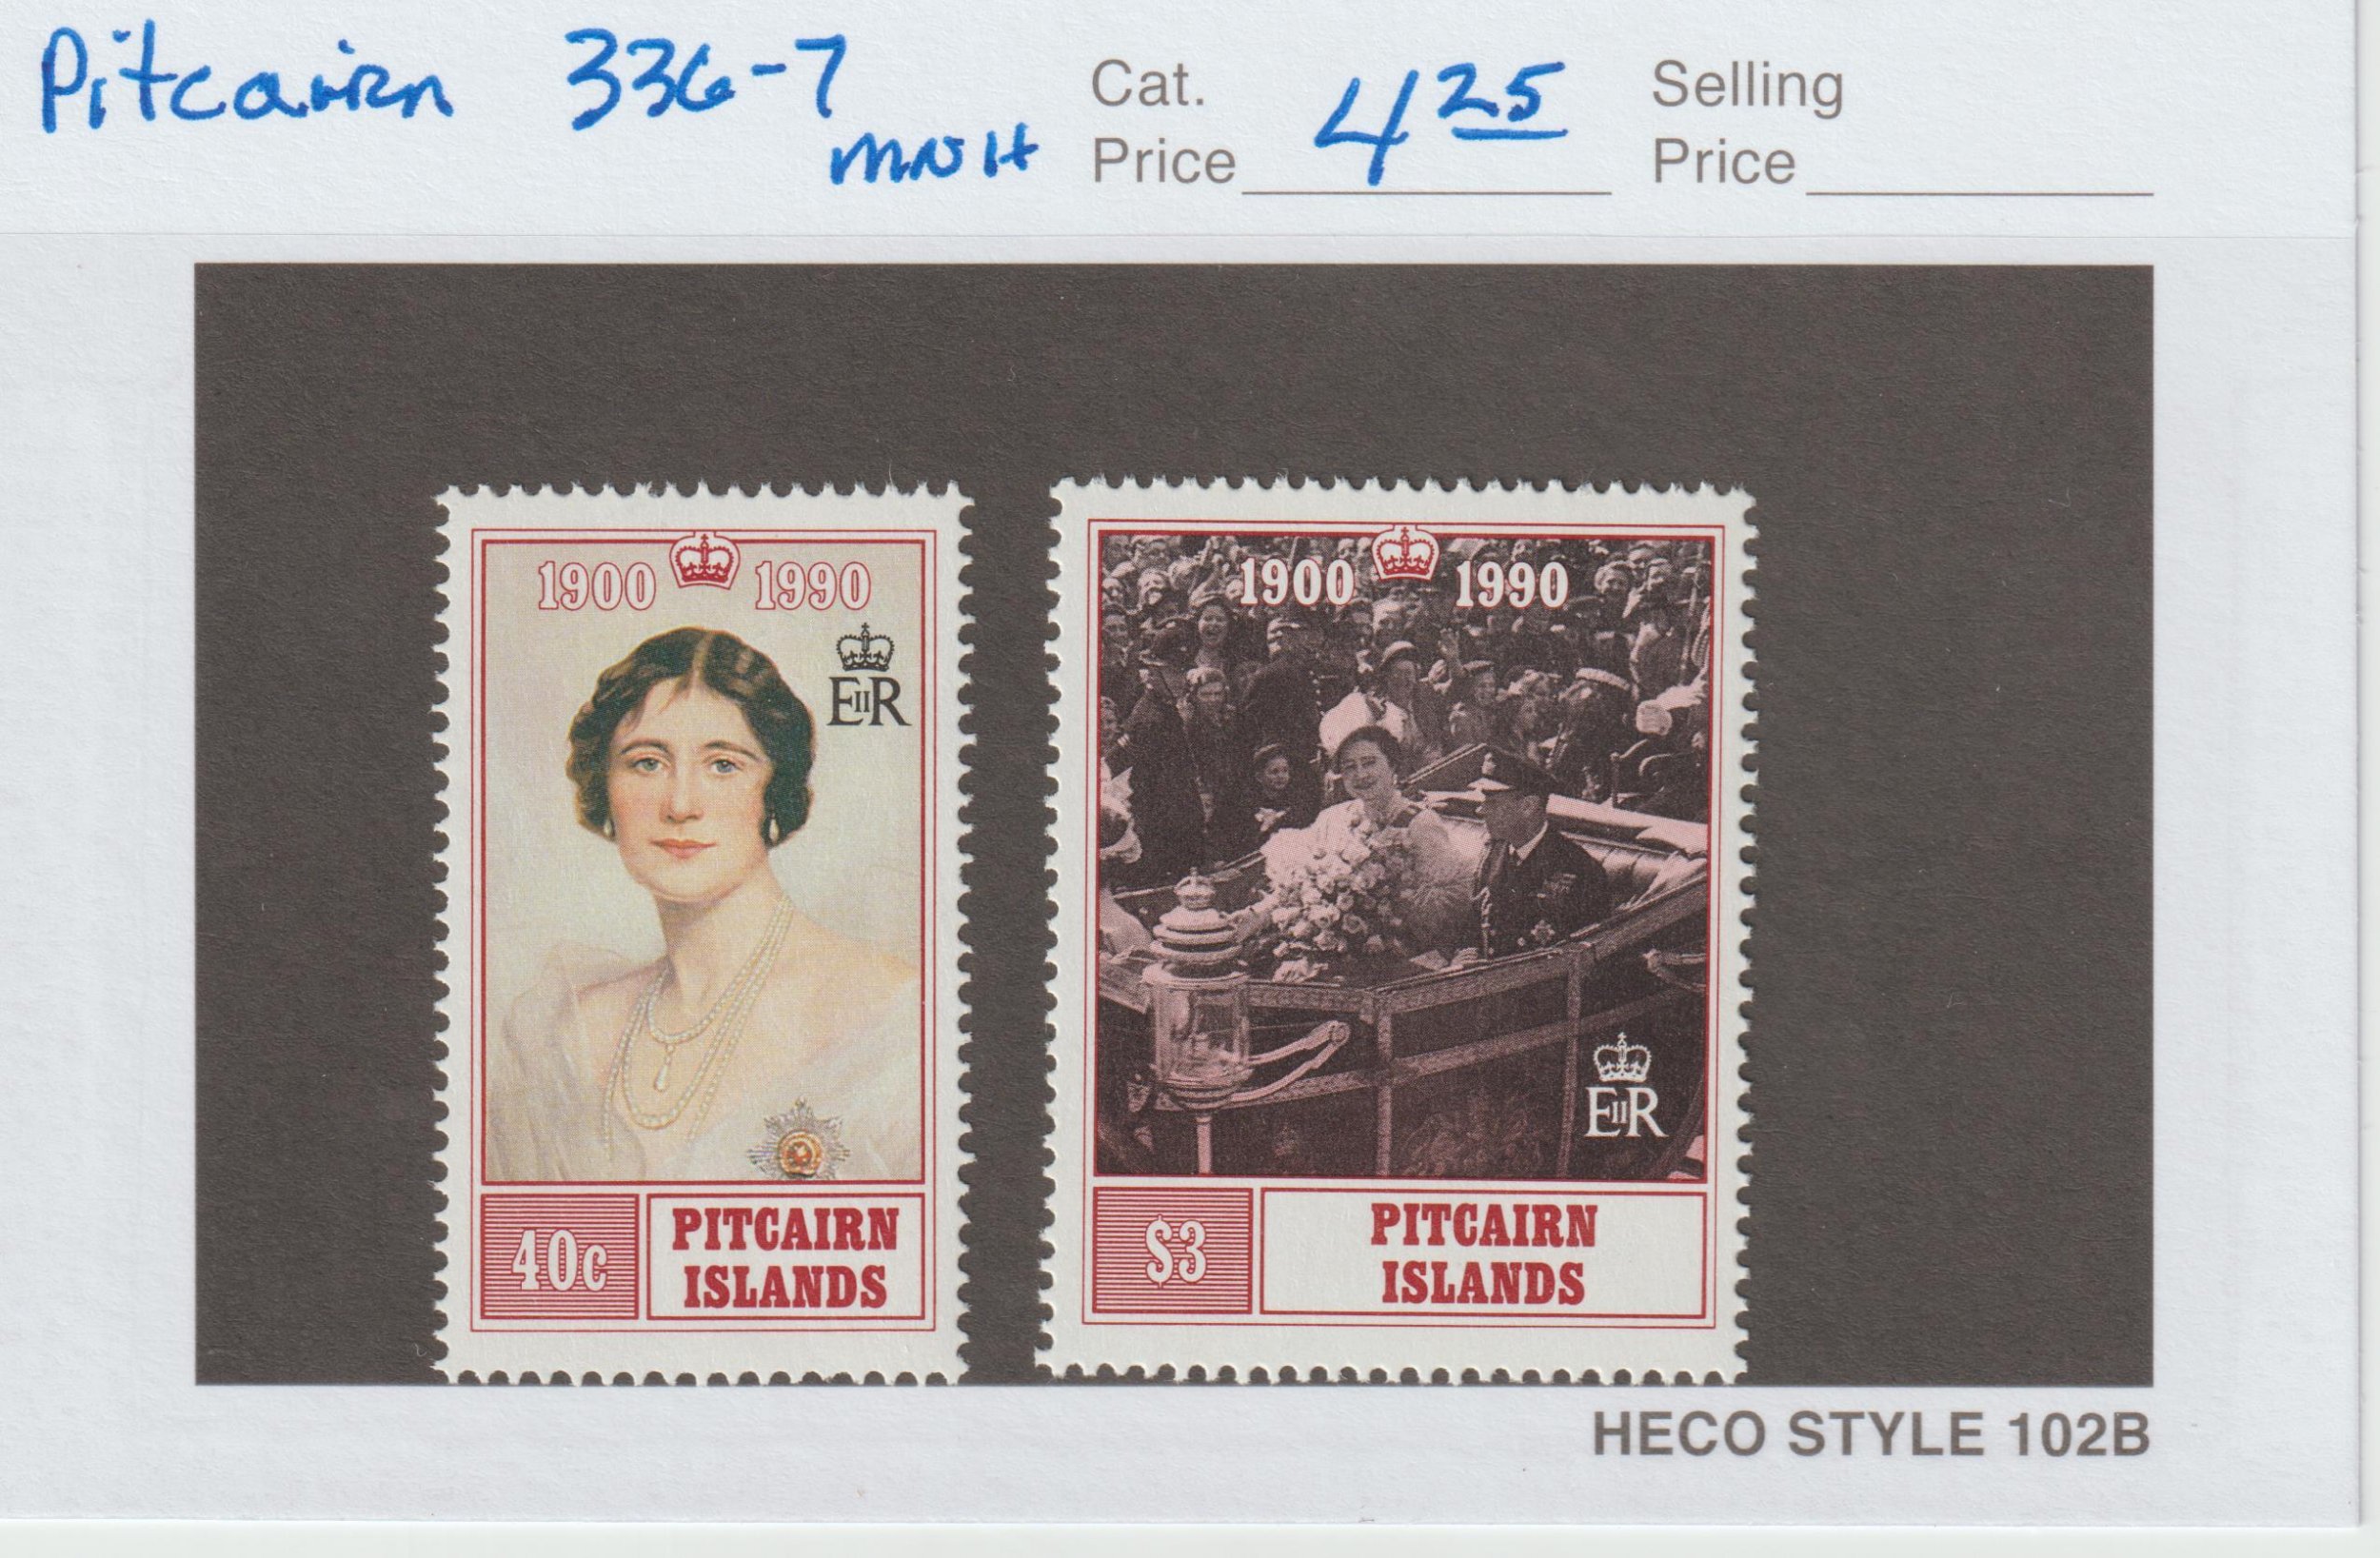 Pitcairn 336-7
MNH
Cat. Price 4 25
Selling Price
1900 1990
EIIR
40c
PITCAIRN
ISLANDS
1900 1990
EIIR
$3
PITCAIRN
ISLANDS
HECO STYLE 102B